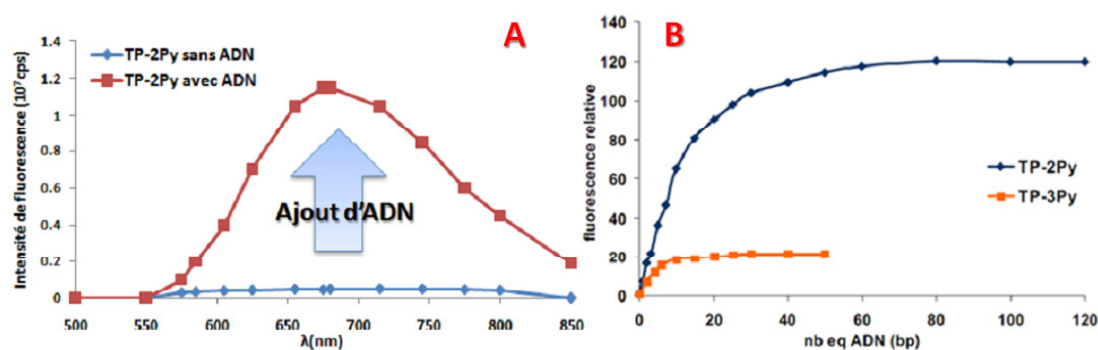 A
TP-2Py sans ADN
TP-2Py avec ADN
Intensité de fluorescence (10⁷cps)
1.4
1.2
1
0.8
0.6
0.4
0.2
0
Ajout d'ADN
500 550 600 650 700 750 800 850
λ(nm)
B
fluorescence relative
140
120
100
80
60
40
20
0
TP-2Py
TP-3Py
0 20 40 60 80 100 120
nb eq ADN (bp)